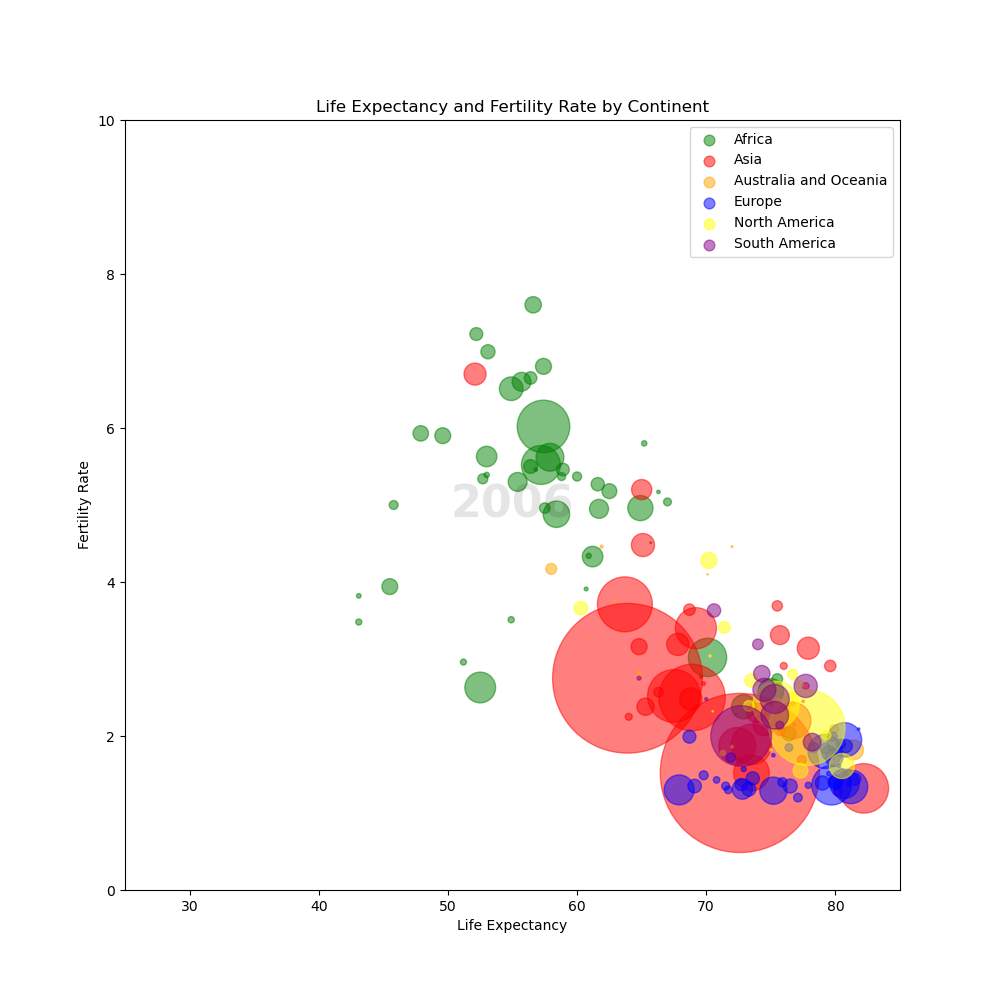 Life Expectancy and Fertility Rate by Continent
10
8
6
4
2
0
Fertility Rate
2006
Africa
Asia
Australia and Oceania
Europe
North America
South America
30 40 50 60 70 80
Life Expectancy